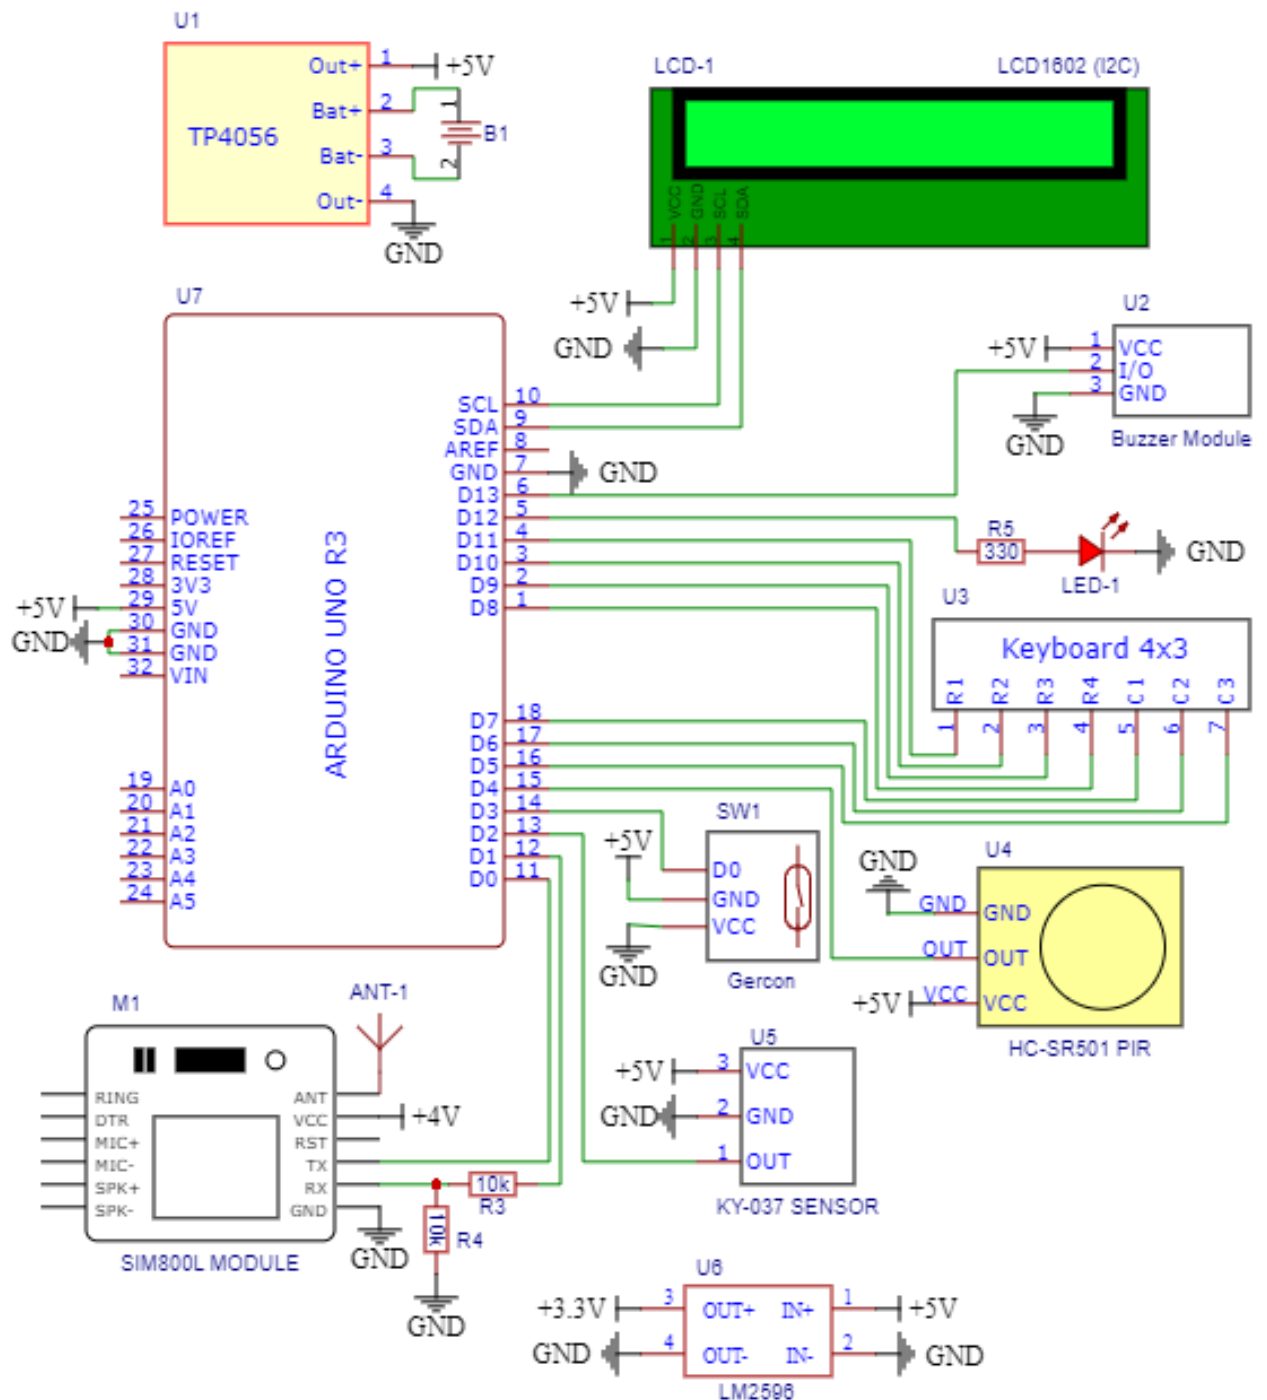 U1
TP4056
Out+ 1 +5V
Bat+ 2
Bat- 3
Out- 4
1
2
B1
GND
LCD-1
LCD1602 (I2C)
VCC
GND
SCL
SDA
1
2
3
4
+5V
GND
U2
+5V
1 VCC
2 I/O
3 GND
GND
Buzzer Module
U7
ARDUINO UNO R3
SCL 10
SDA 9
AREF 8
GND 7
GND
D13 6
D12 5
D11 4
D10 3
D9 2
D8 1
D7 18
D6 17
D5 16
D4 15
D3 14
D2 13
D1 12
D0 11
25 POWER
26 IOREF
27 RESET
28 3V3
+5V 29 5V
30 GND
GND
31 GND
32 VIN
19 A0
20 A1
21 A2
22 A3
23 A4
24 A5
R5
330
LED-1
GND
U3
Keyboard 4x3
R1
R2
R3
R4
C1
C2
C3
1
2
3
4
5
6
7
SW1
+5V
D0
GND
VCC
GND
Gercon
U4
GND
GND GND
OUT OUT
+5V VCC VCC
HC-SR501 PIR
U5
+5V 3 VCC
GND 2 GND
1 OUT
KY-037 SENSOR
M1
ANT-1
RING
DTR
MIC+
MIC-
SPK+
SPK-
ANT
VCC
+4V
RST
TX
RX
GND
SIM800L MODULE
GND
10k
R3
10k
R4
GND
U6
+3.3V 3 OUT+ IN+ 1 +5V
GND 4 OUT- IN- 2 GND
LM2596